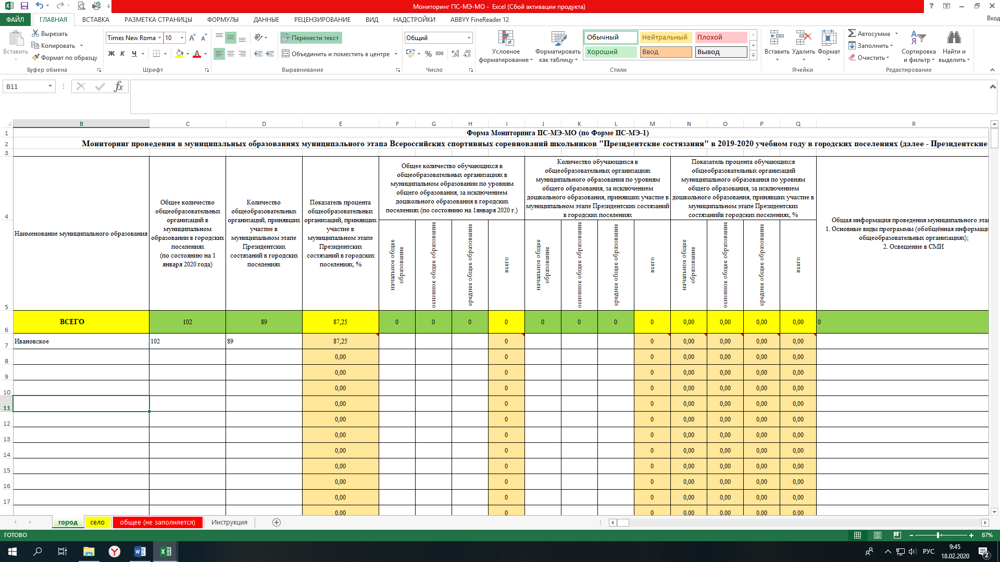 Мониторинг ПС-МЭ-МО - Excel (Сбой активации продукта)
ФАЙЛ ГЛАВНАЯ ВСТАВКА РАЗМЕТКА СТРАНИЦЫ ФОРМУЛЫ ДАННЫЕ РЕЦЕНЗИРОВАНИЕ ВИД НАДСТРОЙКИ ABBYY FineReader 12 Вход
Вставить
Вырезать
Копировать
Формат по образцу
Буфер обмена
Times New Roma 10
Ж К Ч
Шрифт
Перенести текст
Объединить и поместить в центре
Выравнивание
Общий
% 000
Число
Условное
форматирование
Форматировать
как таблицу
Обычный Нейтральный Плохой
Хороший Ввод Вывод
Стили
Вставить Удалить Формат
Ячейки
Автосумма
Заполнить
Очистить
Сортировка
и фильтр
Найти и
выделить
Редактирование
B11
fx
B C D E F G H I J K L M N O P Q R
1 Форма Мониторинга ПС-МЭ-МО (по Форме ПС-МЭ-1)
2 Мониторинг проведения в муниципальных образованиях муниципального этапа Всероссийских спортивных соревнований школьников "Президентские состязания" в 2019-2020 учебном году в городских поселениях (далее - Президентские
3
4
5
Наименование муниципального образования
Общее количество
общеобразовательных
организаций в
муниципальном
образовании в городских
поселениях
(по состоянию на 1
января 2020 года)
Количество
общеобразовательных
организаций, принявших
участие в
муниципальном этапе
Президентских
состязаний в городских
поселениях
Показатель процента
общеобразовательных
организаций, принявших
участие в
муниципальном этапе
Президентских
состязаний в городских
поселениях, %
Общее количество обучающихся в
общеобразовательных организациях в
муниципальном образовании по уровням
общего образования, за исключением
дошкольного образования в городских
поселениях (по состоянию на 1января 2020 г.)
начальное общее
образование
основное общее образование
среднее общее образование
всего
Количество обучающихся в
общеобразовательных организациях
муниципального образования по уровням
общего образования, за исключением
дошкольного образования, принявших участие в
муниципальном этапе Президентских состязаний
в городских поселениях
начальное общее
образование
основное общее образование
среднее общее образование
всего
Показатель процента обучающихся
общеобразовательных организаций
муниципального образования по уровням
общего образования, за исключением
дошкольного образования, принявших участие в
муниципальном этапе Президентских
состязанийв городских поселениях, %
начальное общее
образование
основное общее образование
среднее общее образование
всего
Общая информация проведения муниципального эта
1. Основные виды программы (обобщённая информаци
общеобразовательных организациях);
2. Освещение в СМИ
6 ВСЕГО 102 89 87,25 0 0 0 0 0 0 0 0 0,00 0,00 0,00 0,00 0
7 Ивановское 102 89 87,25 0 0 0,00 0,00 0,00 0,00
8 0,00 0 0 0,00 0,00 0,00 0,00
9 0,00 0 0 0,00 0,00 0,00 0,00
10 0,00 0 0 0,00 0,00 0,00 0,00
11 0,00 0 0 0,00 0,00 0,00 0,00
12 0,00 0 0 0,00 0,00 0,00 0,00
13 0,00 0 0 0,00 0,00 0,00 0,00
14 0,00 0 0 0,00 0,00 0,00 0,00
15 0,00 0 0 0,00 0,00 0,00 0,00
16 0,00 0 0 0,00 0,00 0,00 0,00
17 0,00 0 0 0,00 0,00 0,00 0,00
0,00 0 0 0,00 0,00 0,00 0,00
город село общее (не заполняется) Инструкция
ГОТОВО 87%
РУС
9:45
18.02.2020
2